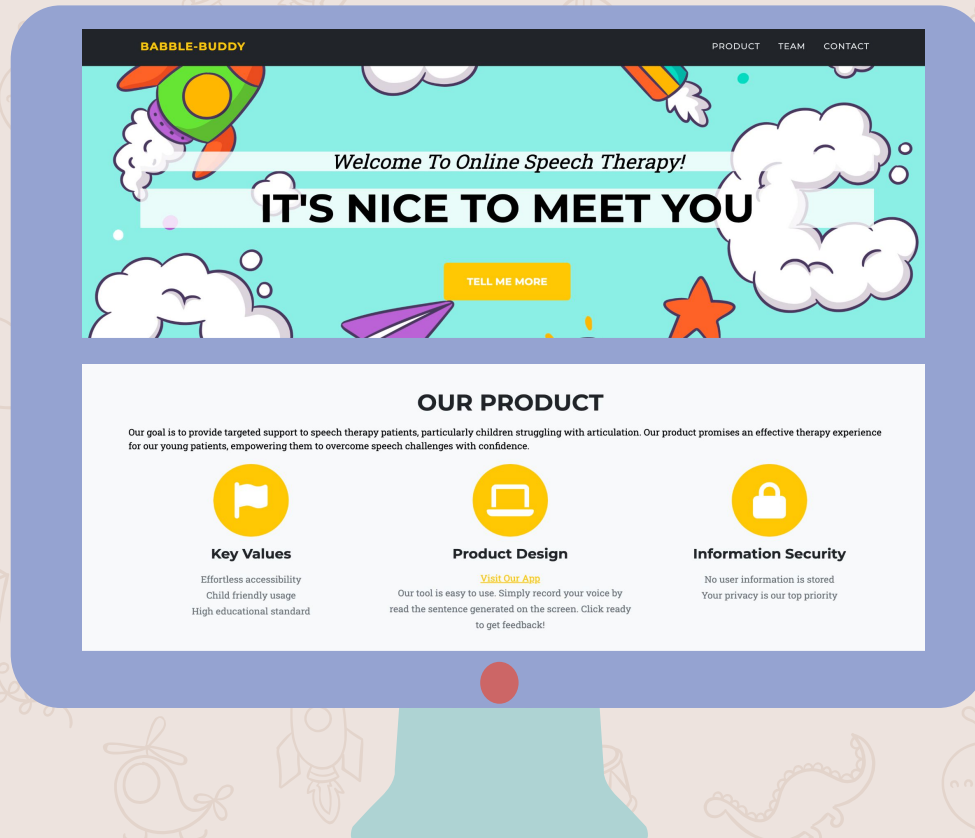 BABBLE-BUDDY
PRODUCT TEAM CONTACT
Welcome To Online Speech Therapy!
IT'S NICE TO MEET YOU
TELL ME MORE
OUR PRODUCT
Our goal is to provide targeted support to speech therapy patients, particularly children struggling with articulation. Our product promises an effective therapy experience
for our young patients, empowering them to overcome speech challenges with confidence.
Key Values
Effortless accessibility
Child friendly usage
High educational standard
Product Design
Visit Our App
Our tool is easy to use. Simply record your voice by
read the sentence generated on the screen. Click ready
to get feedback!
Information Security
No user information is stored
Your privacy is our top priority